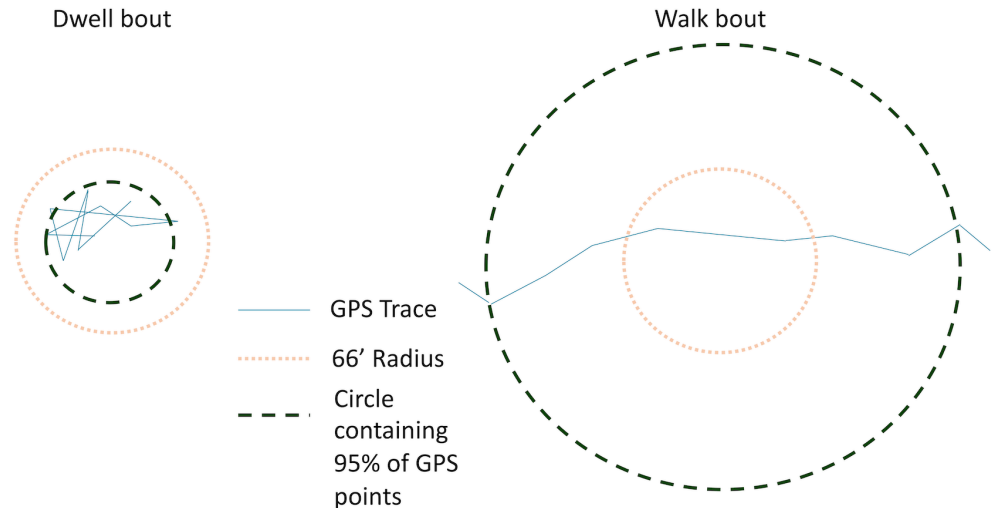 Dwell bout
Walk bout
GPS Trace
66’ Radius
Circle
containing
95% of GPS
points